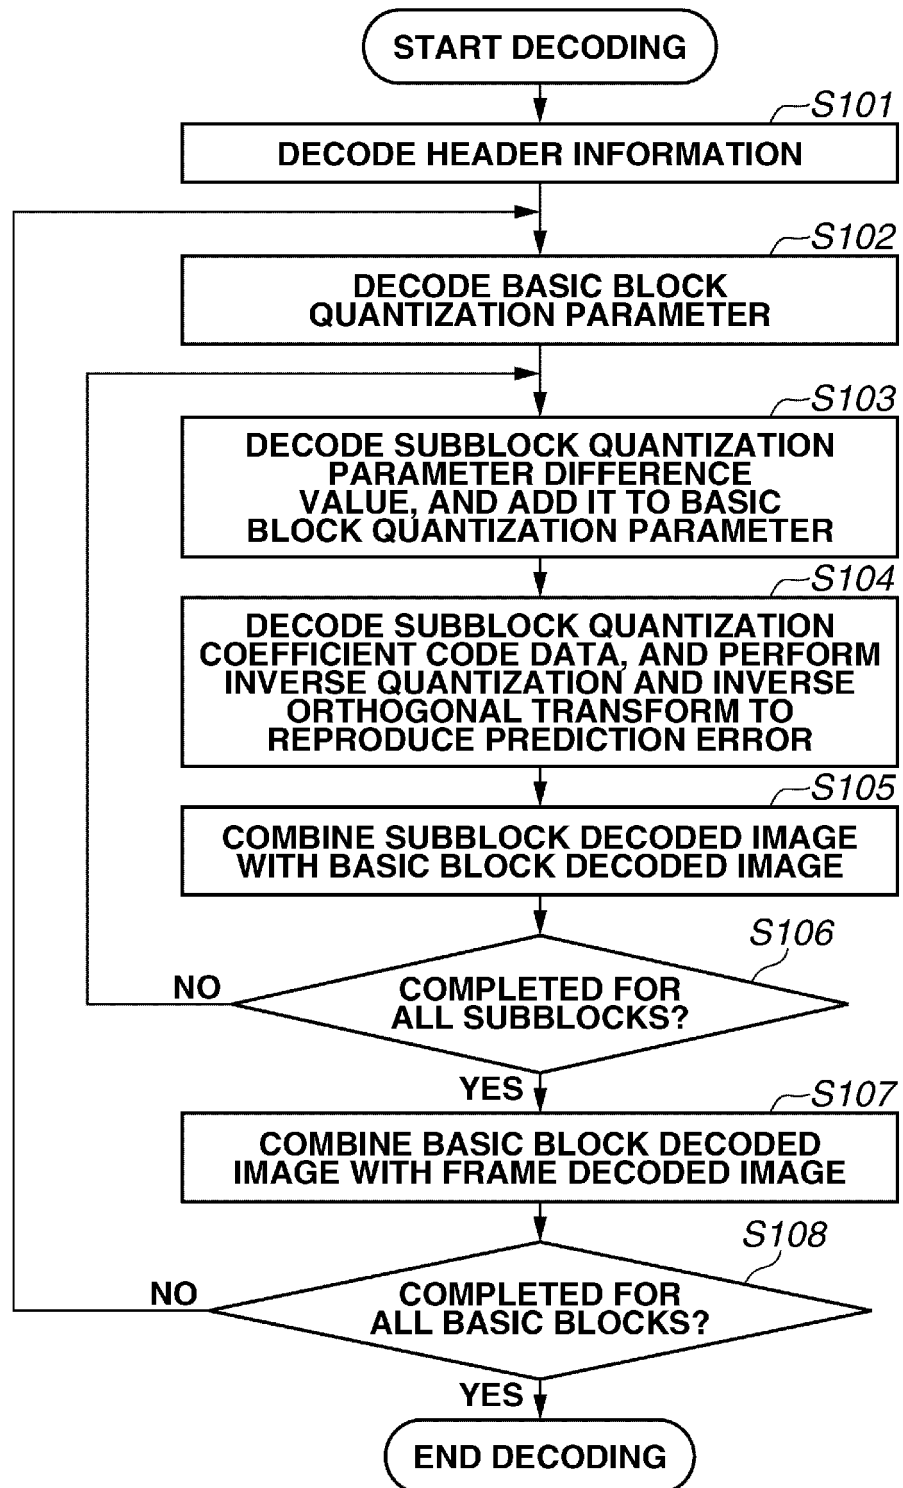 START DECODING
S101
DECODE HEADER INFORMATION
S102
DECODE BASIC BLOCK
QUANTIZATION PARAMETER
S103
DECODE SUBBLOCK QUANTIZATION
PARAMETER DIFFERENCE
VALUE, AND ADD IT TO BASIC
BLOCK QUANTIZATION PARAMETER
S104
DECODE SUBBLOCK QUANTIZATION
COEFFICIENT CODE DATA, AND PERFORM
INVERSE QUANTIZATION AND INVERSE
ORTHOGONAL TRANSFORM TO
REPRODUCE PREDICTION ERROR
S105
COMBINE SUBBLOCK DECODED IMAGE
WITH BASIC BLOCK DECODED IMAGE
S106
NO
COMPLETED FOR
ALL SUBBLOCKS?
YES
S107
COMBINE BASIC BLOCK DECODED
IMAGE WITH FRAME DECODED IMAGE
S108
NO
COMPLETED FOR
ALL BASIC BLOCKS?
YES
END DECODING